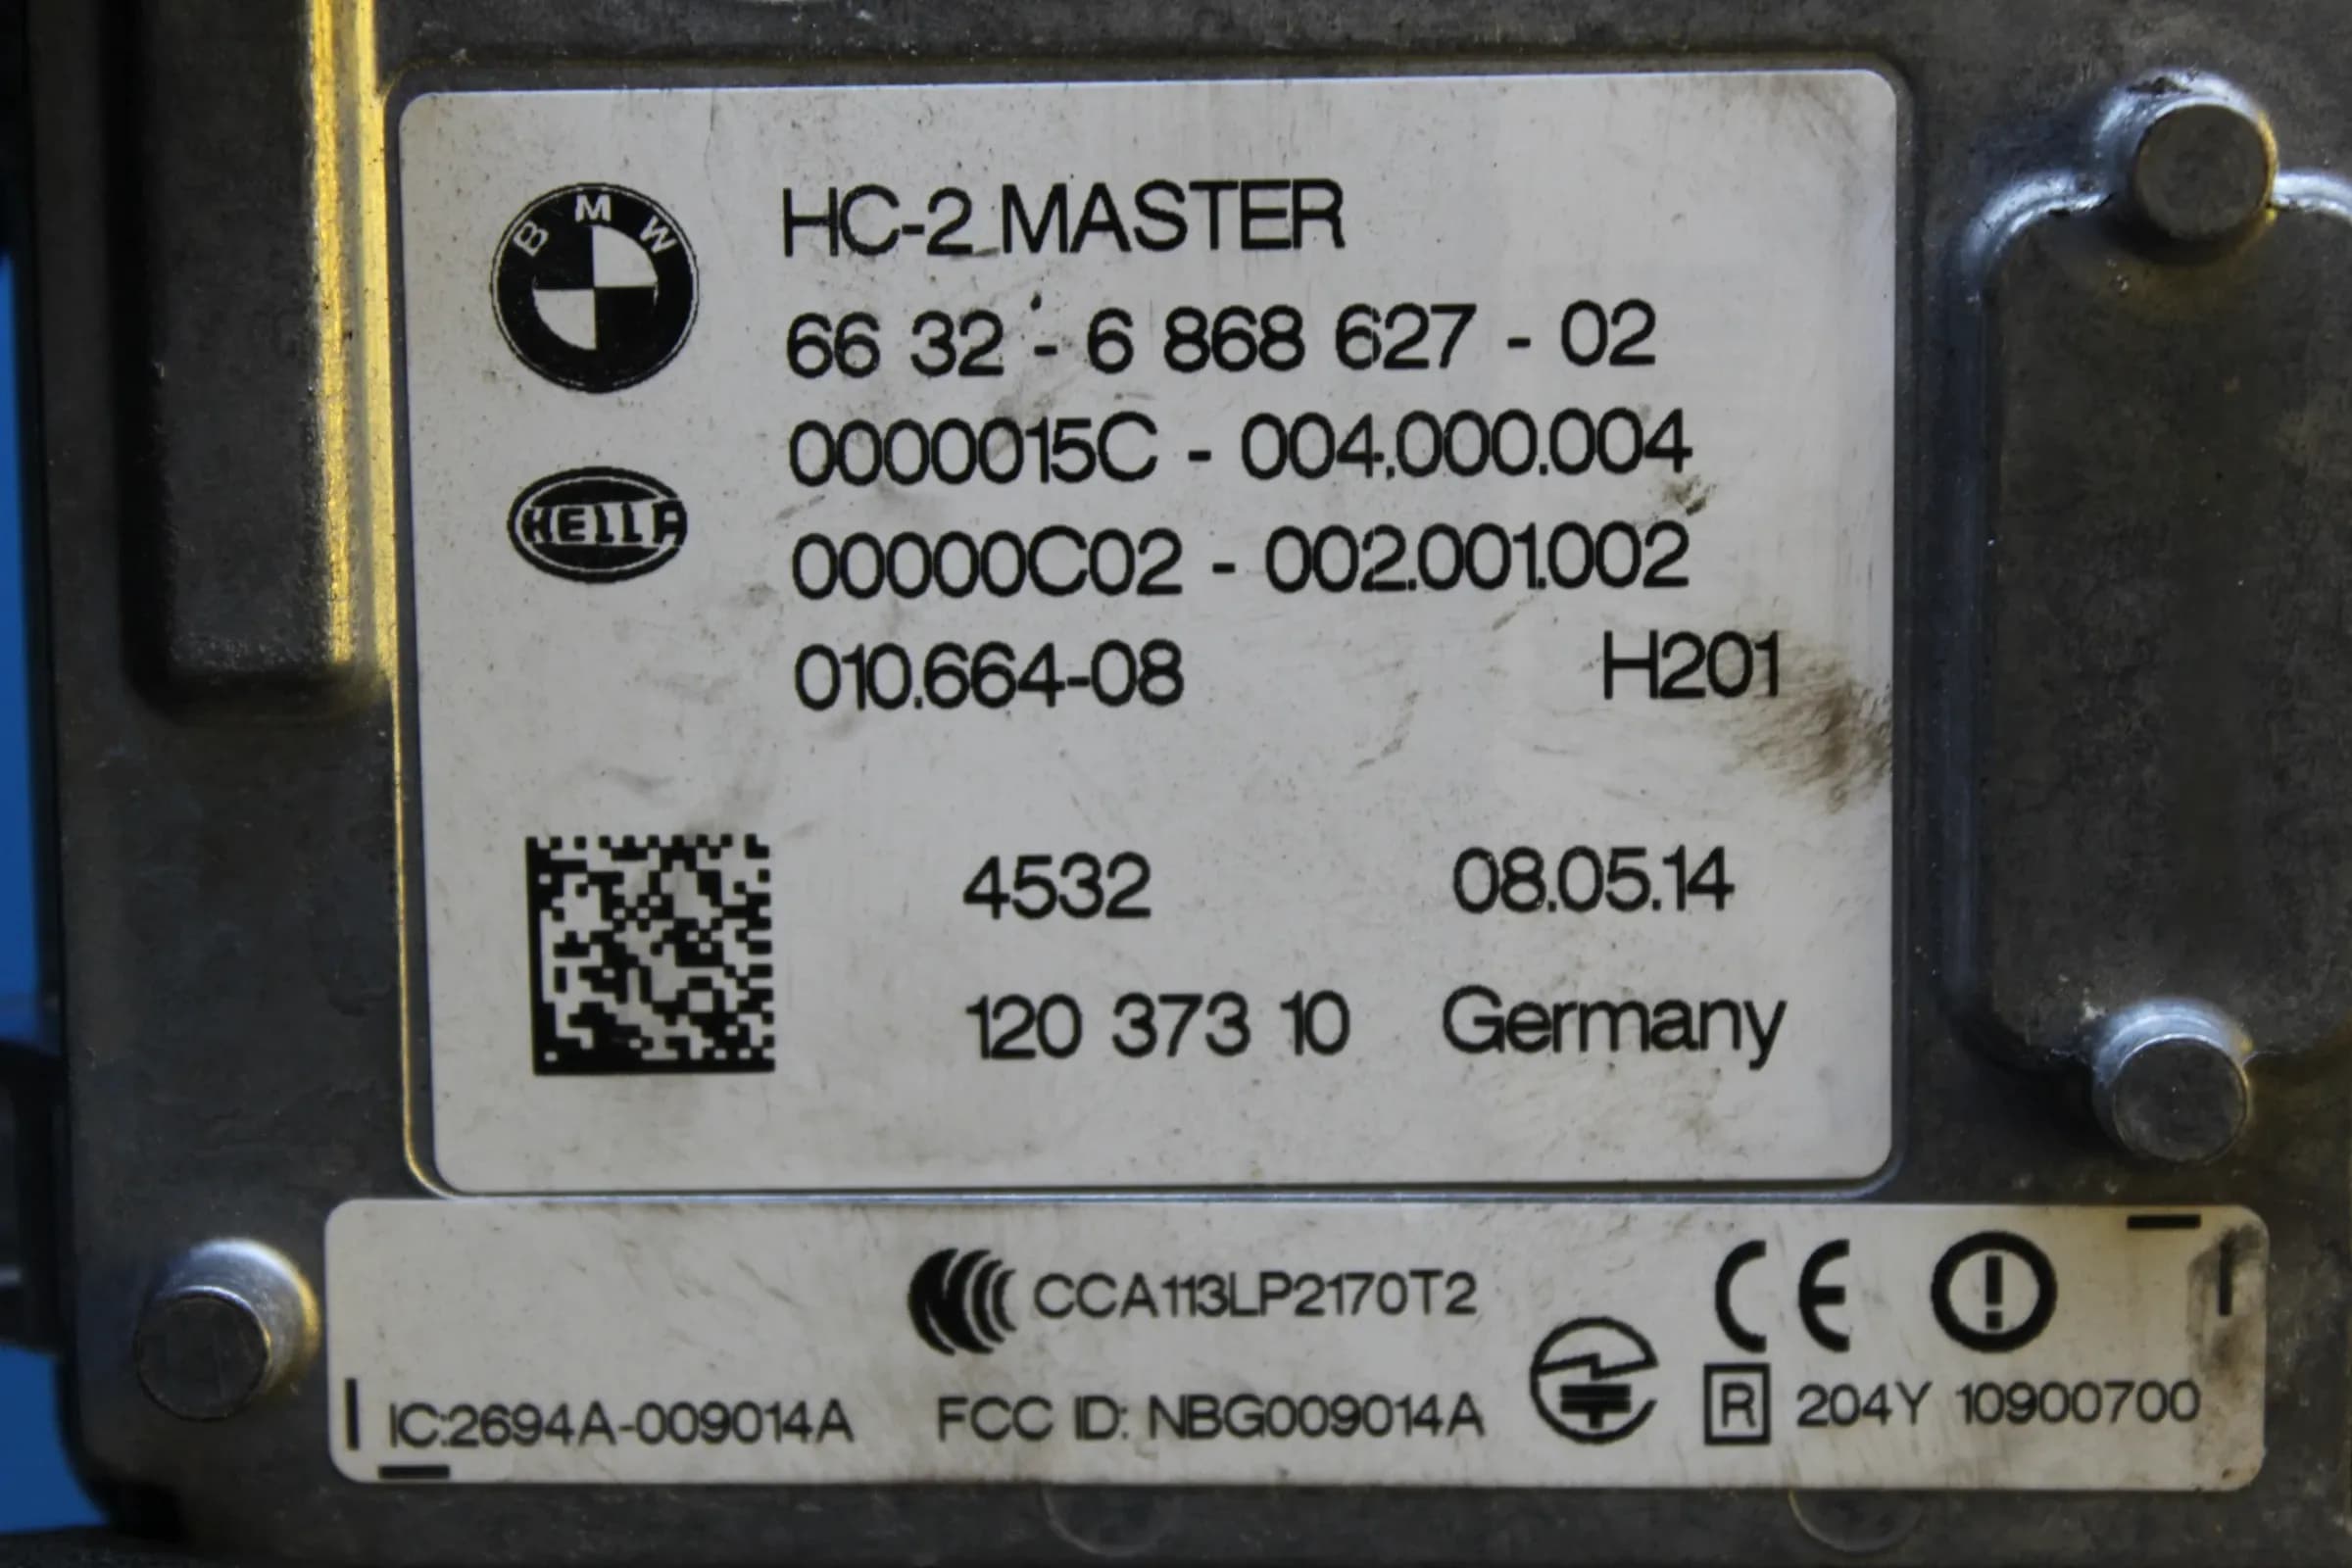 BMW
HC-2 MASTER
66 32 - 6 868 627 - 02
0000015C - 004.000.004
HELLA
00000C02 - 002.001.002
010.664-08 H201
4532 08.05.14
120 373 10 Germany
CCA113LP2170T2 CE
IC:2694A-009014A FCC ID: NBG009014A R 204Y 10900700